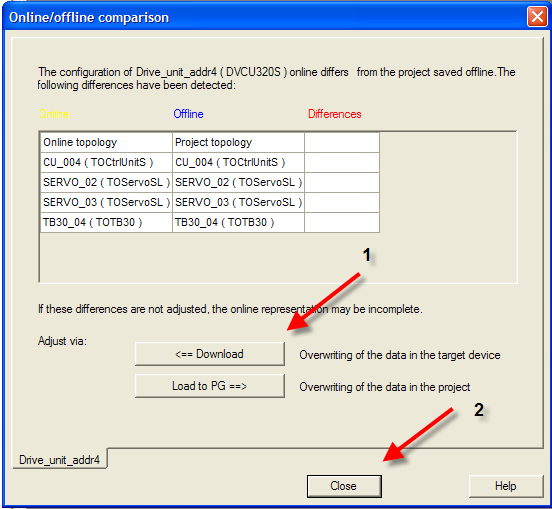 Online/offline comparison
The configuration of Drive_unit_addr4 ( DVCU320S ) online differs from the project saved offline.The
following differences have been detected:
Online Offline Differences
Online topology Project topology
CU_004 ( TOCtrlUnitS ) CU_004 ( TOCtrlUnitS )
SERVO_02 ( TOServoSL ) SERVO_02 ( TOServoSL )
SERVO_03 ( TOServoSL ) SERVO_03 ( TOServoSL )
TB30_04 ( TOTB30 ) TB30_04 ( TOTB30 )
1
If these differences are not adjusted, the online representation may be incomplete.
Adjust via:
<== Download Overwriting of the data in the target device
Load to PG ==> Overwriting of the data in the project
2
Drive_unit_addr4
Close Help